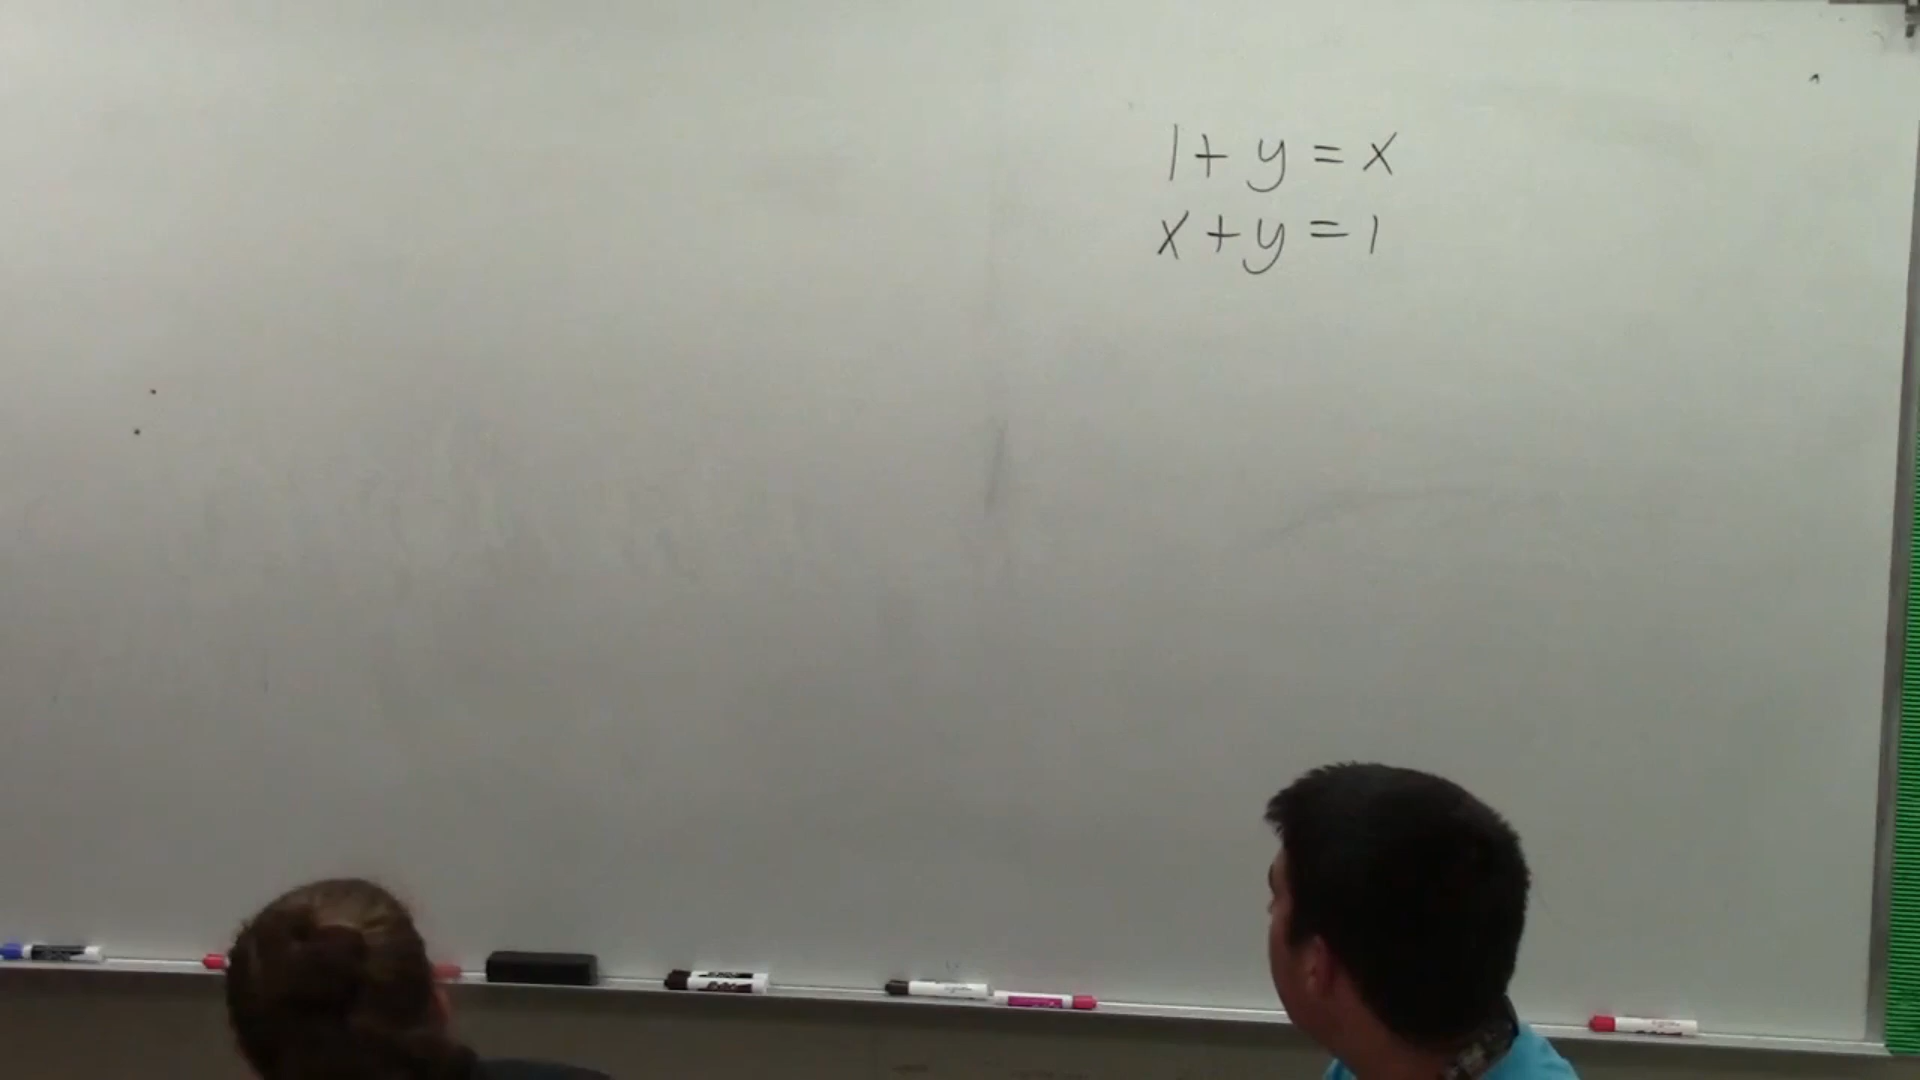 1 + y = x
x + y = 1